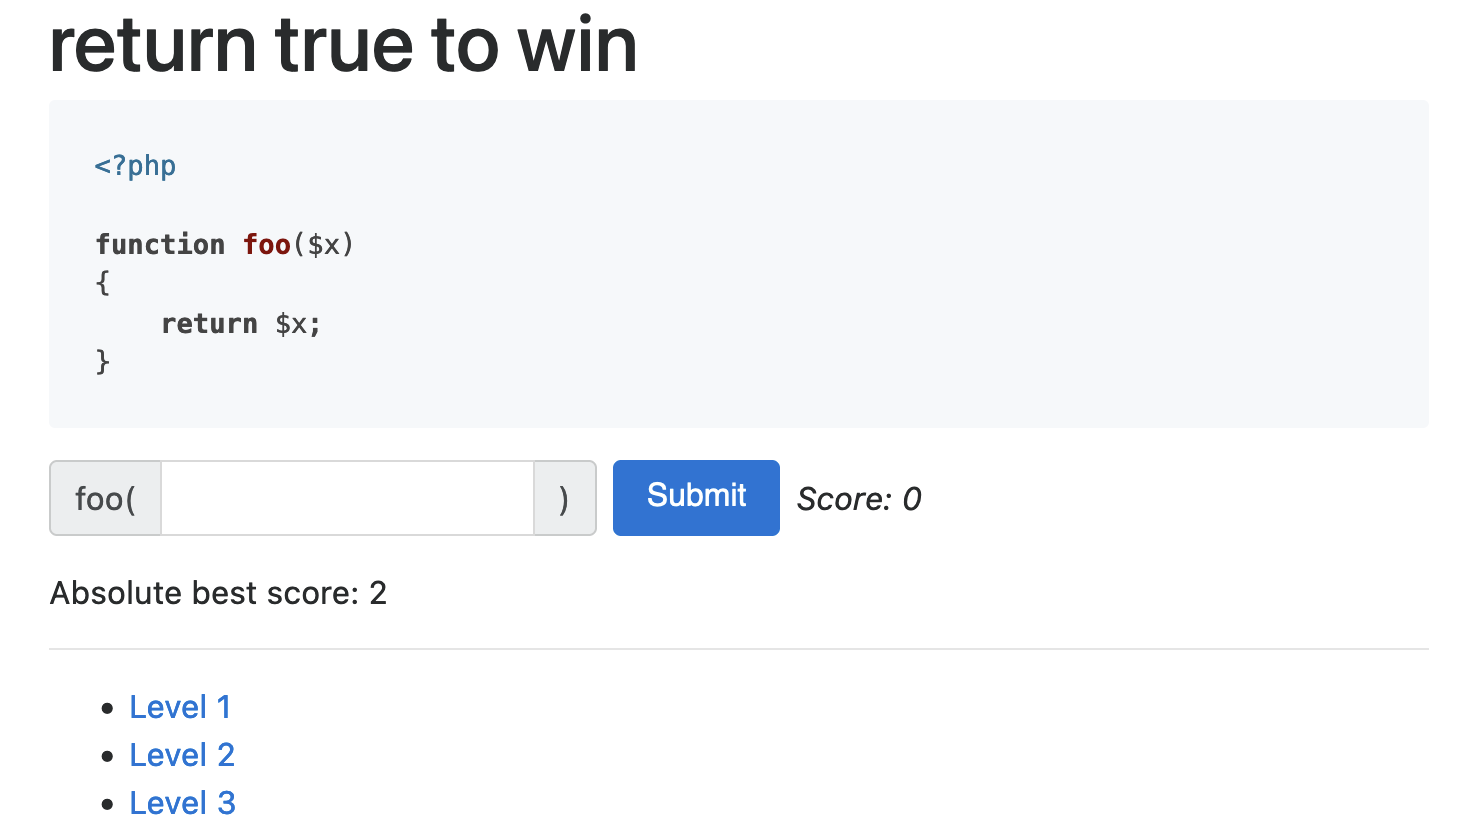 return true to win
<?php
function foo($x)
{
    return $x;
}
foo( ) Submit Score: 0
Absolute best score: 2
• Level 1
• Level 2
• Level 3